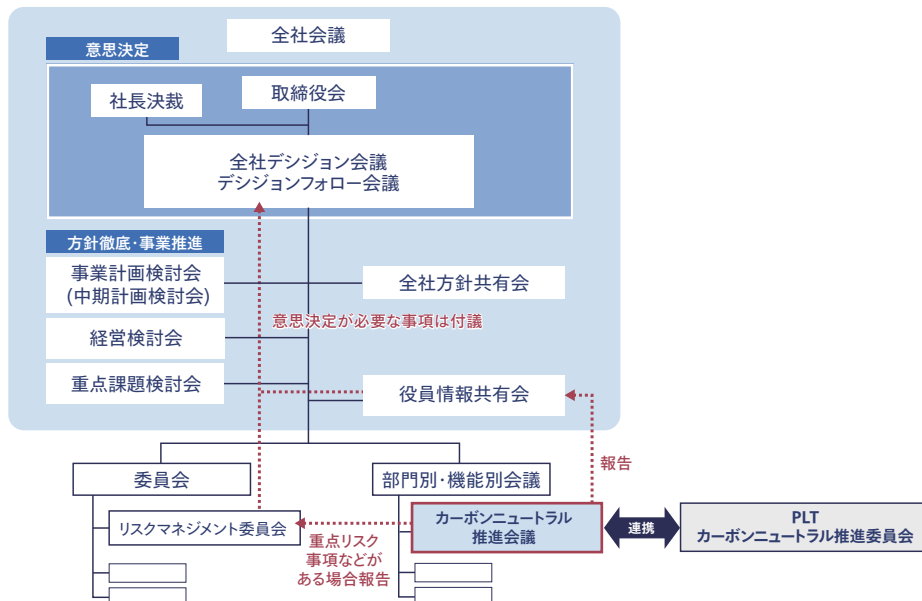 全社会議
意思決定
社長決裁
取締役会
全社デシジョン会議
デシジョンフォロー会議
方針徹底・事業推進
事業計画検討会
(中期計画検討会)
全社方針共有会
意思決定が必要な事項は付議
経営検討会
重点課題検討会
役員情報共有会
報告
委員会
部門別・機能別会議
リスクマネジメント委員会
カーボンニュートラル
推進会議
連携
PLT
カーボンニュートラル推進委員会
重点リスク
事項などが
ある場合報告